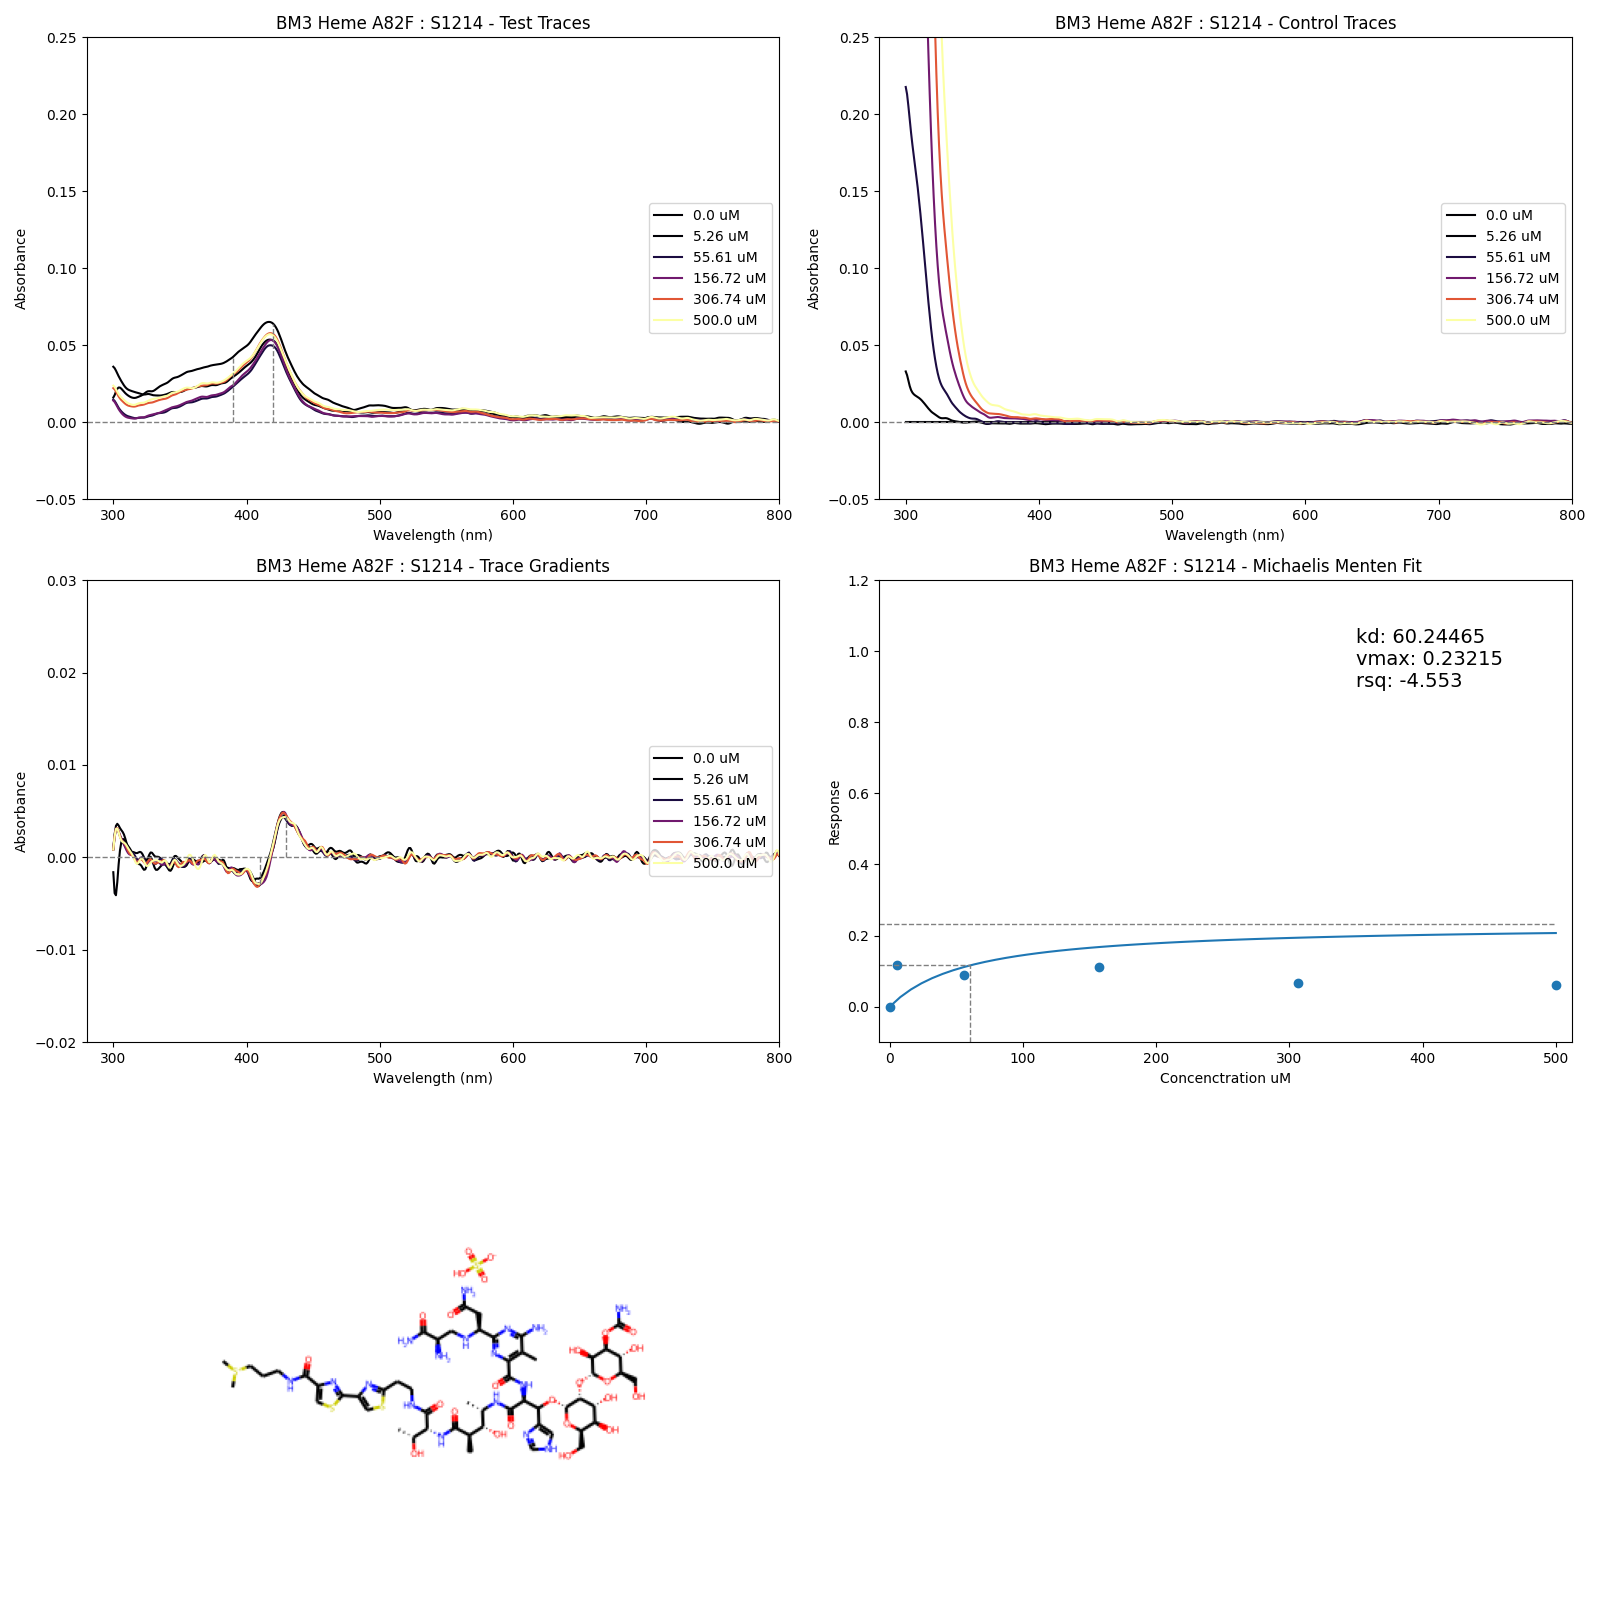 BM3 Heme A82F : S1214 - Test Traces
0.25
0.20
0.15
0.10
0.05
0.00
−0.05
Absorbance
300 400 500 600 700 800
Wavelength (nm)
0.0 uM
5.26 uM
55.61 uM
156.72 uM
306.74 uM
500.0 uM
BM3 Heme A82F : S1214 - Control Traces
0.25
0.20
0.15
0.10
0.05
0.00
−0.05
Absorbance
300 400 500 600 700 800
Wavelength (nm)
0.0 uM
5.26 uM
55.61 uM
156.72 uM
306.74 uM
500.0 uM
BM3 Heme A82F : S1214 - Trace Gradients
0.03
0.02
0.01
0.00
−0.01
−0.02
Absorbance
300 400 500 600 700 800
Wavelength (nm)
0.0 uM
5.26 uM
55.61 uM
156.72 uM
306.74 uM
500.0 uM
BM3 Heme A82F : S1214 - Michaelis Menten Fit
1.2
1.0
0.8
0.6
0.4
0.2
0.0
Response
0 100 200 300 400 500
Concenctration uM
kd: 60.24465
vmax: 0.23215
rsq: -4.553